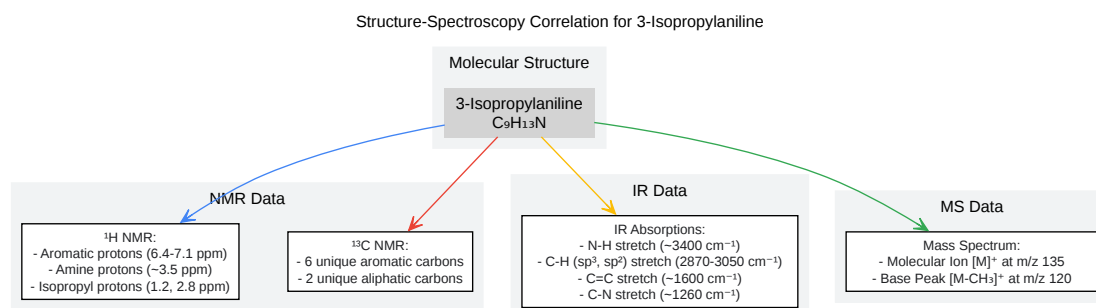 Structure-Spectroscopy Correlation for 3-Isopropylaniline
Molecular Structure
3-Isopropylaniline
C₉H₁₃N
NMR Data
¹H NMR:
- Aromatic protons (6.4-7.1 ppm)
- Amine protons (~3.5 ppm)
- Isopropyl protons (1.2, 2.8 ppm)
¹³C NMR:
- 6 unique aromatic carbons
- 2 unique aliphatic carbons
IR Data
IR Absorptions:
- N-H stretch (~3400 cm⁻¹)
- C-H (sp³, sp²) stretch (2870-3050 cm⁻¹)
- C=C stretch (~1600 cm⁻¹)
- C-N stretch (~1260 cm⁻¹)
MS Data
Mass Spectrum:
- Molecular Ion [M]⁺ at m/z 135
- Base Peak [M-CH₃]⁺ at m/z 120